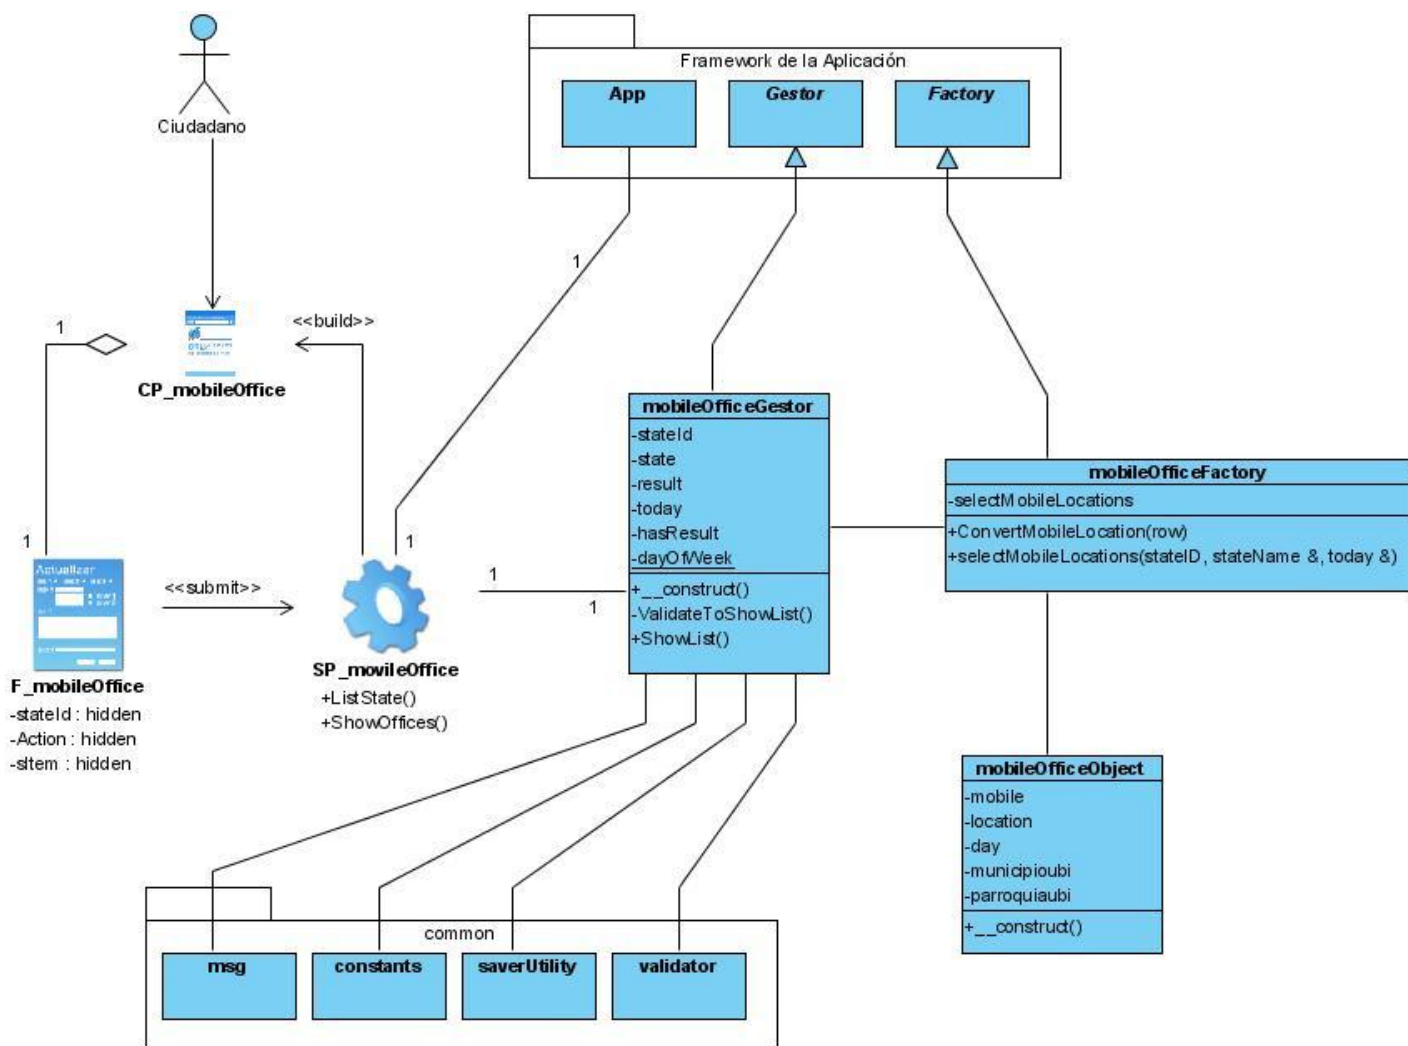 Ciudadano
Framework de la Aplicación
App
Gestor
Factory
1
1
<<build>>
CP_mobileOffice
1
Actualizar
F_mobileOffice
-stateId : hidden
-Action : hidden
-sItem : hidden
<<submit>>
1
SP_movileOffice
+ListState()
+ShowOffices()
1
1
mobileOfficeGestor
-stateId
-state
-result
-today
-hasResult
-dayOfWeek
+__construct()
-ValidateToShowList()
+ShowList()
mobileOfficeFactory
-selectMobileLocations
+ConvertMobileLocation(row)
+selectMobileLocations(stateID, stateName &, today &)
mobileOfficeObject
-mobile
-location
-day
-municipioubi
-parroquiaubi
+__construct()
common
msg
constants
saverUtility
validator